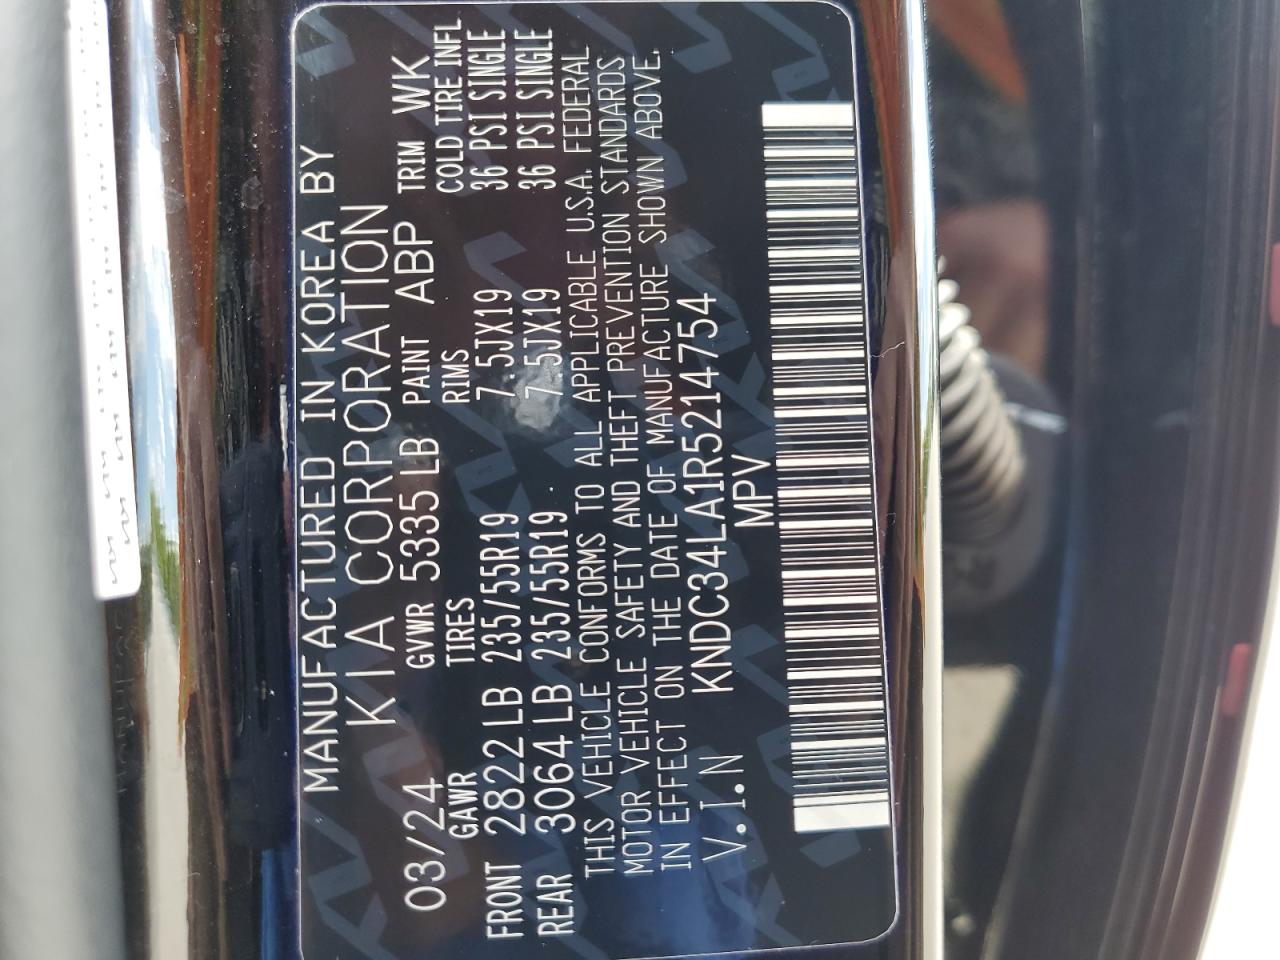 MANUFACTURED IN KOREA BY
KIA CORPORATION
03/24 GVWR 5335 LB PAINT ABP TRIM WK
GAWR TIRES RIMS COLD TIRE INFL
FRONT 2822 LB 235/55R19 7.5JX19 36 PSI SINGLE
REAR 3064 LB 235/55R19 7.5JX19 36 PSI SINGLE
THIS VEHICLE CONFORMS TO ALL APPLICABLE U.S.A. FEDERAL
MOTOR VEHICLE SAFETY AND THEFT PREVENTION STANDARDS
IN EFFECT ON THE DATE OF MANUFACTURE SHOWN ABOVE.
V.I.N KNDC34LA1R5214754
MPV